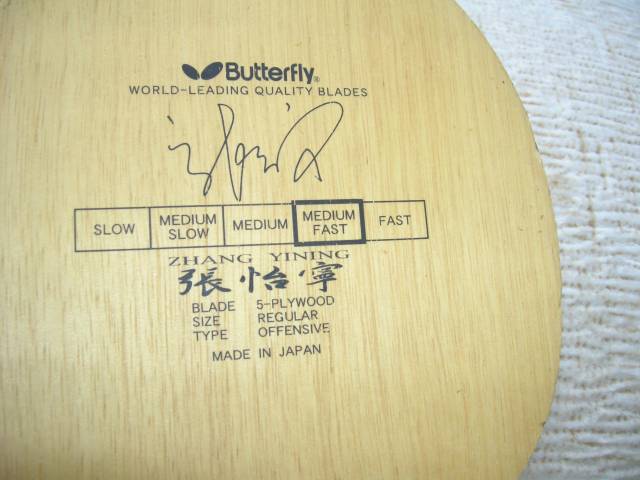 Butterfly®
WORLD-LEADING QUALITY BLADES
SLOW MEDIUM SLOW MEDIUM MEDIUM FAST FAST
ZHANG YINING
張怡寧
BLADE 5-PLYWOOD
SIZE REGULAR
TYPE OFFENSIVE
MADE IN JAPAN